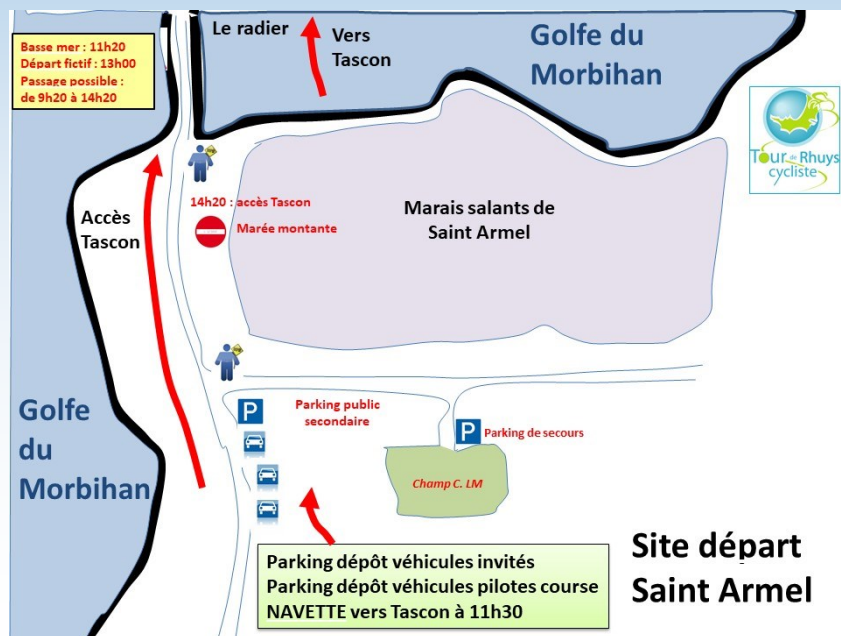 Basse mer : 11h20
Départ fictif : 13h00
Passage possible :
de 9h20 à 14h20
Le radier
Vers
Tascon
Golfe du
Morbihan
Tour de Rhuys
cycliste
14h20 : accès Tascon
Marée montante
Accès
Tascon
Marais salants de
Saint Armel
Golfe
du
Morbihan
P
Parking public
secondaire
P
Parking de secours
Champ C. LM
Parking dépôt véhicules invités
Parking dépôt véhicules pilotes course
NAVETTE vers Tascon à 11h30
Site départ
Saint Armel